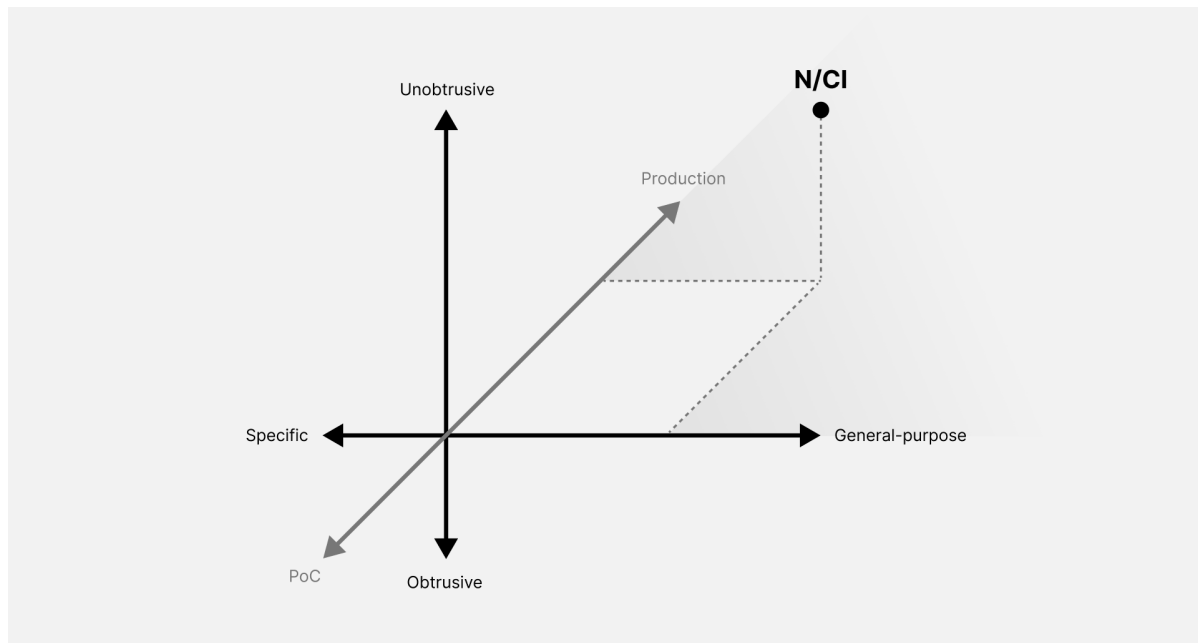 N/CI
Unobtrusive
Production
Specific
General-purpose
PoC
Obtrusive